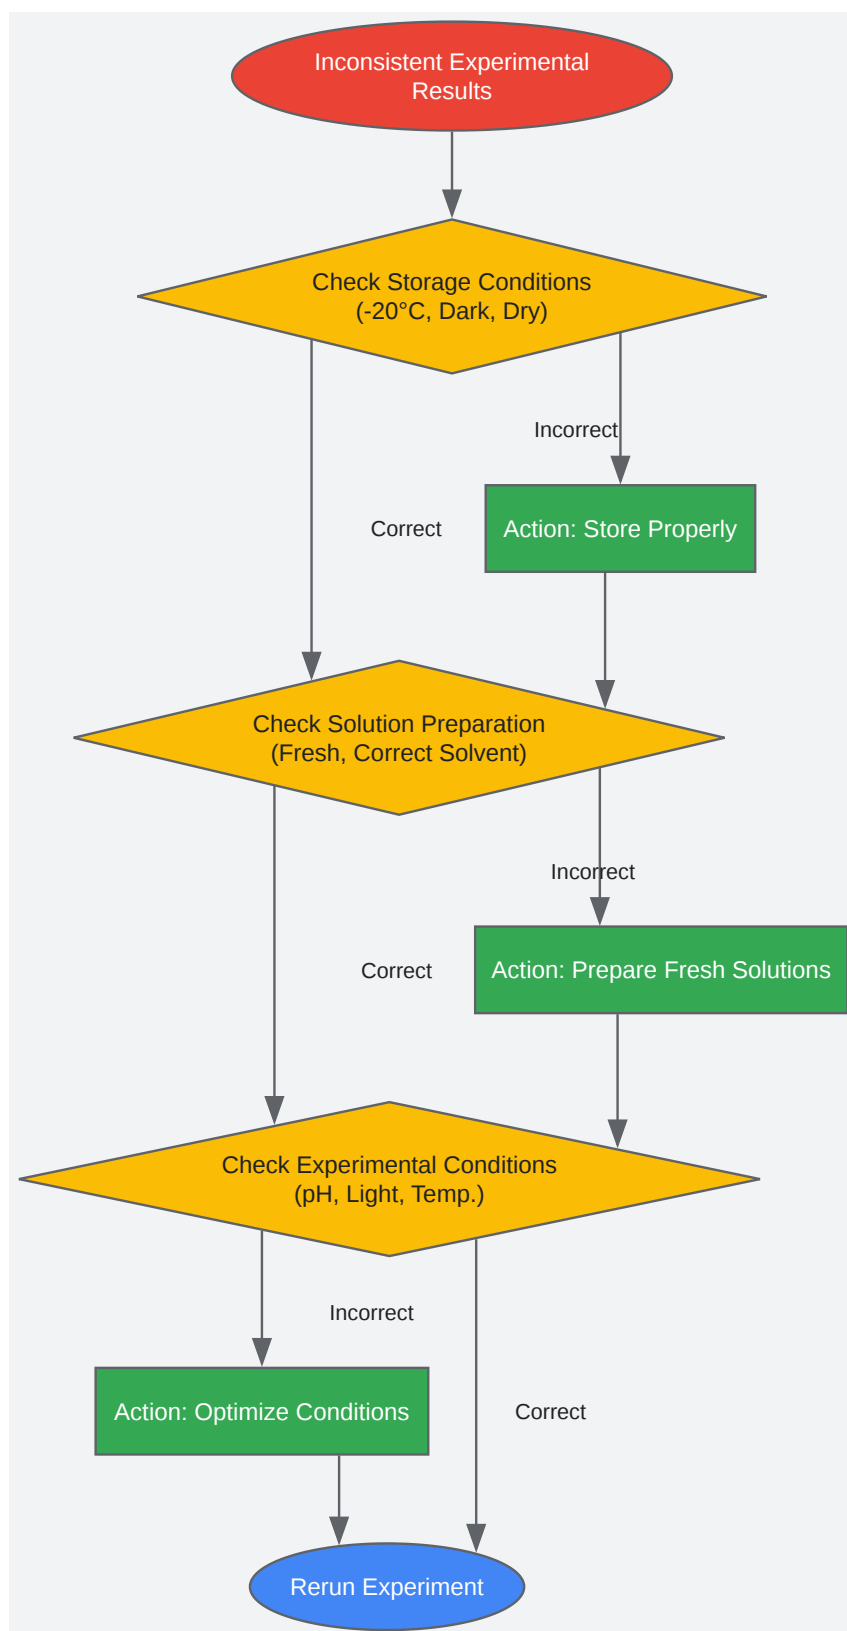 Inconsistent Experimental
Results
Check Storage Conditions
(-20°C, Dark, Dry)
Incorrect
Correct
Action: Store Properly
Check Solution Preparation
(Fresh, Correct Solvent)
Incorrect
Correct
Action: Prepare Fresh Solutions
Check Experimental Conditions
(pH, Light, Temp.)
Incorrect
Action: Optimize Conditions
Correct
Rerun Experiment